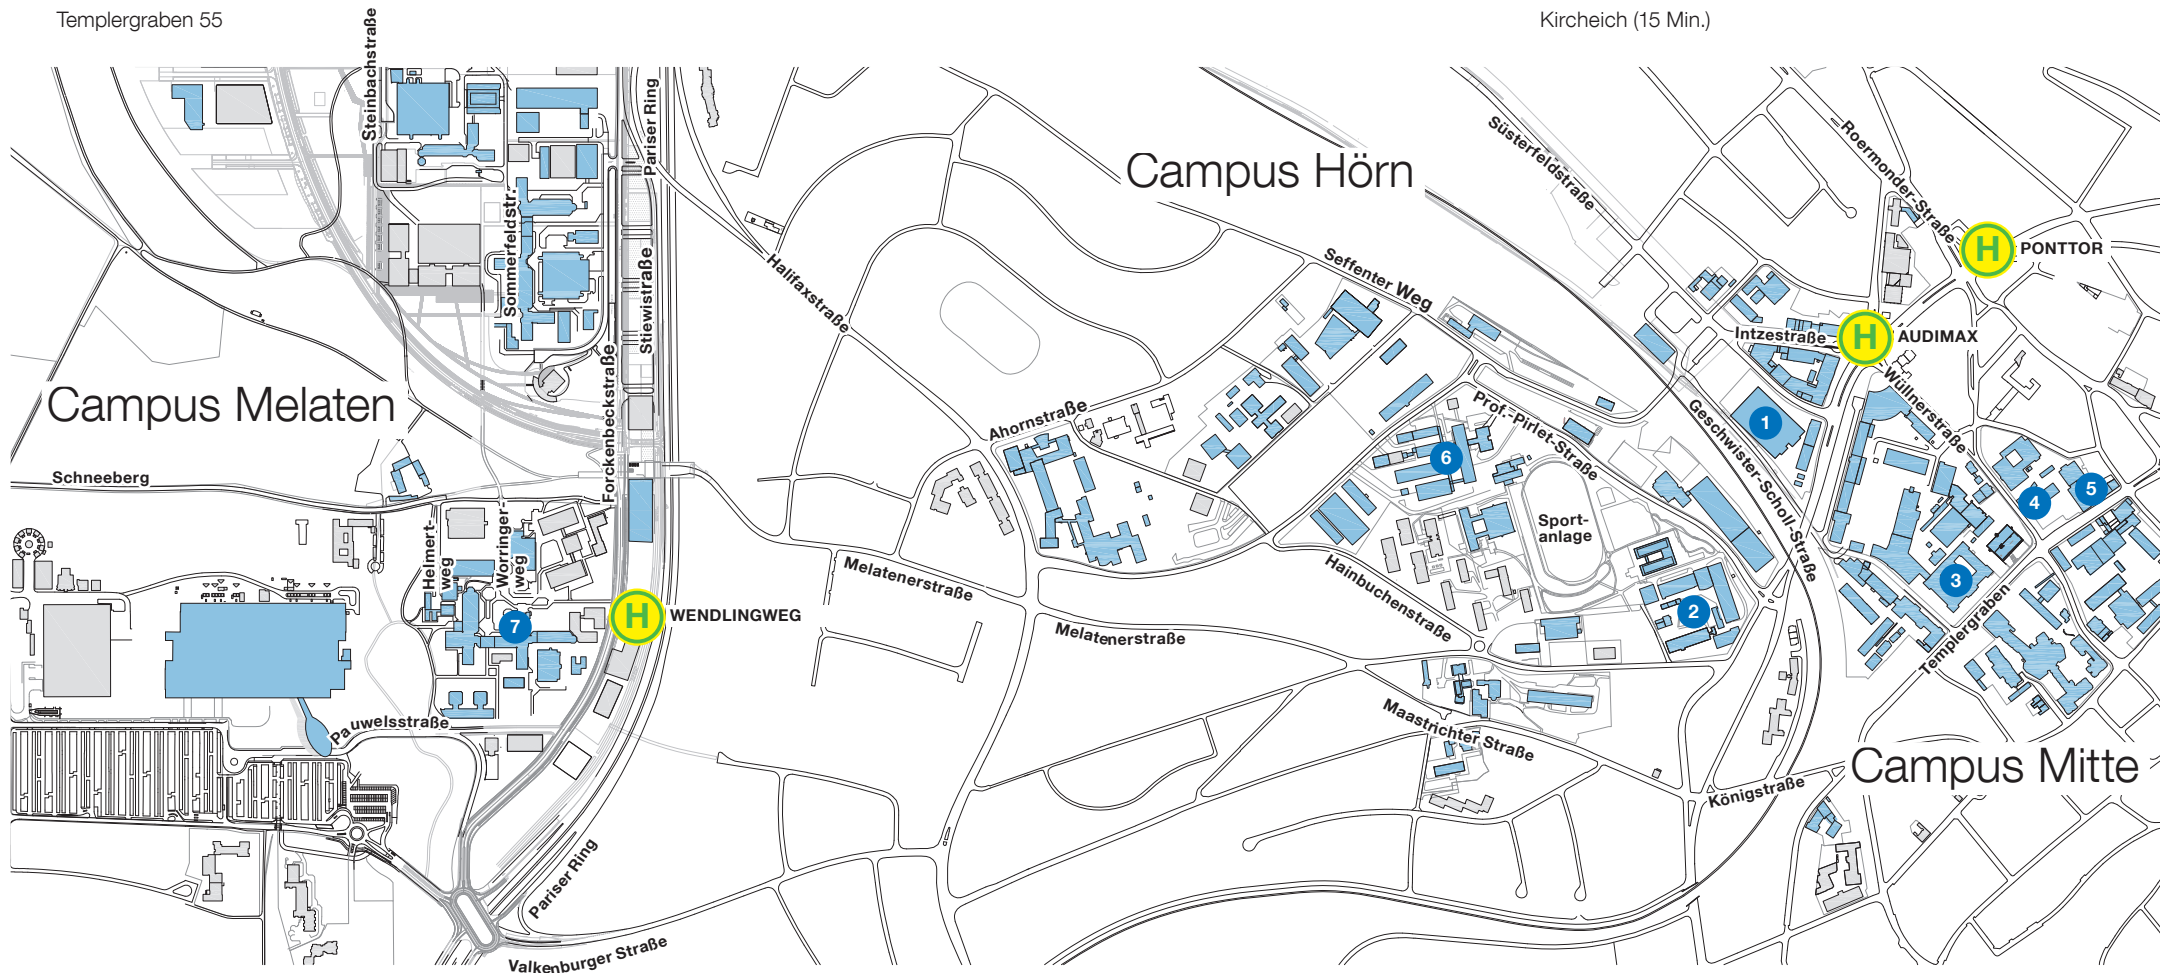 Templergraben 55
Kircheich (15 Min.)
Steinbachstraße
Pariser Ring
Süsterfeldstraße
Roermonder-Straße
Campus Hörn
Sommerfeldstr.
Stiewistraße
Halifaxstraße
Seffenter Weg
H PONTTOR
Intzestraße
H AUDIMAX
Campus Melaten
Forckenbeckstraße
Ahornstraße
Prof.-Pirlet-Straße
Geschwister-Scholl-Straße
Wüllnerstraße
1
6
5
4
Schneeberg
Sport-
anlage
Helmert-
weg
Worringer-
weg
Melatenerstraße
Hainbuchenstraße
3
2
7
H WENDLINGWEG
Melatenerstraße
Templergraben
Pauwelsstraße
Maastrichter Straße
Campus Mitte
Königstraße
Pariser Ring
Valkenburger Straße